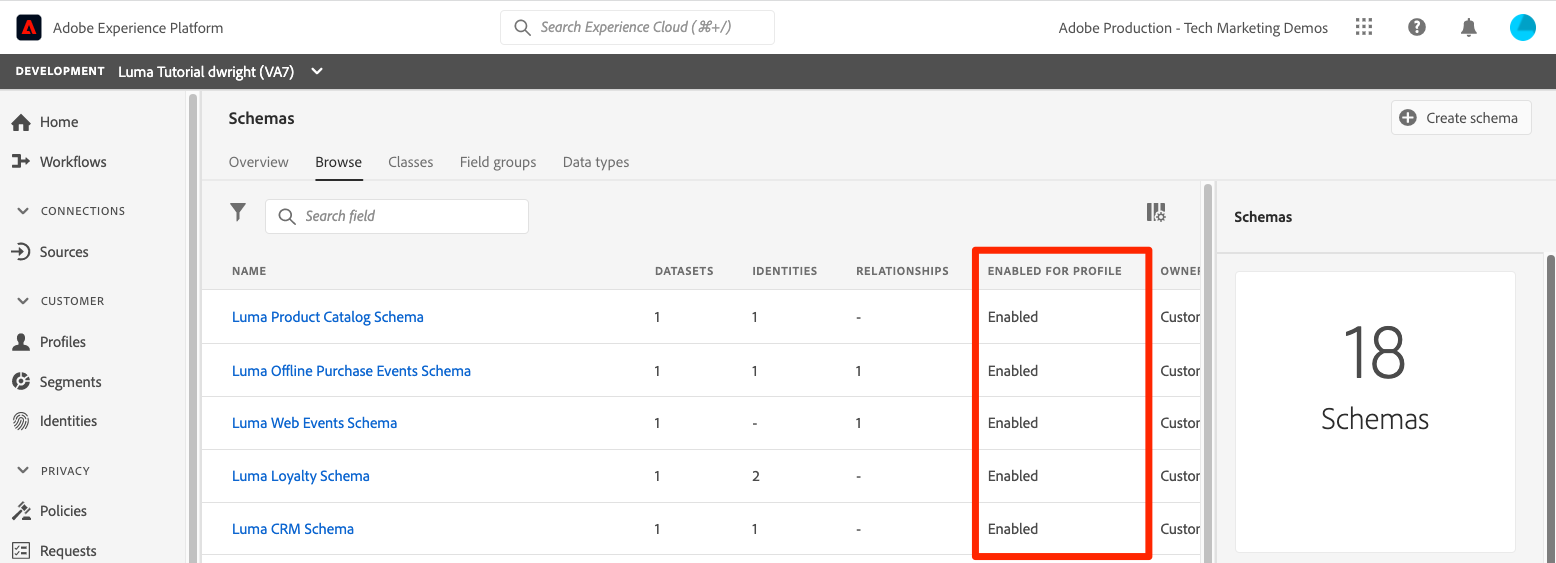 Adobe Experience Platform
Search Experience Cloud (⌘+/)
Adobe Production - Tech Marketing Demos
DEVELOPMENT Luma Tutorial dwright (VA7)
Home
Workflows
CONNECTIONS
Sources
CUSTOMER
Profiles
Segments
Identities
PRIVACY
Policies
Requests
Schemas
Create schema
Overview Browse Classes Field groups Data types
Search field
NAME DATASETS IDENTITIES RELATIONSHIPS ENABLED FOR PROFILE OWNER
Luma Product Catalog Schema 1 1 - Enabled Custor
Luma Offline Purchase Events Schema 1 1 1 Enabled Custor
Luma Web Events Schema 1 - 1 Enabled Custor
Luma Loyalty Schema 1 2 - Enabled Custor
Luma CRM Schema 1 1 - Enabled Custor
Schemas
18
Schemas